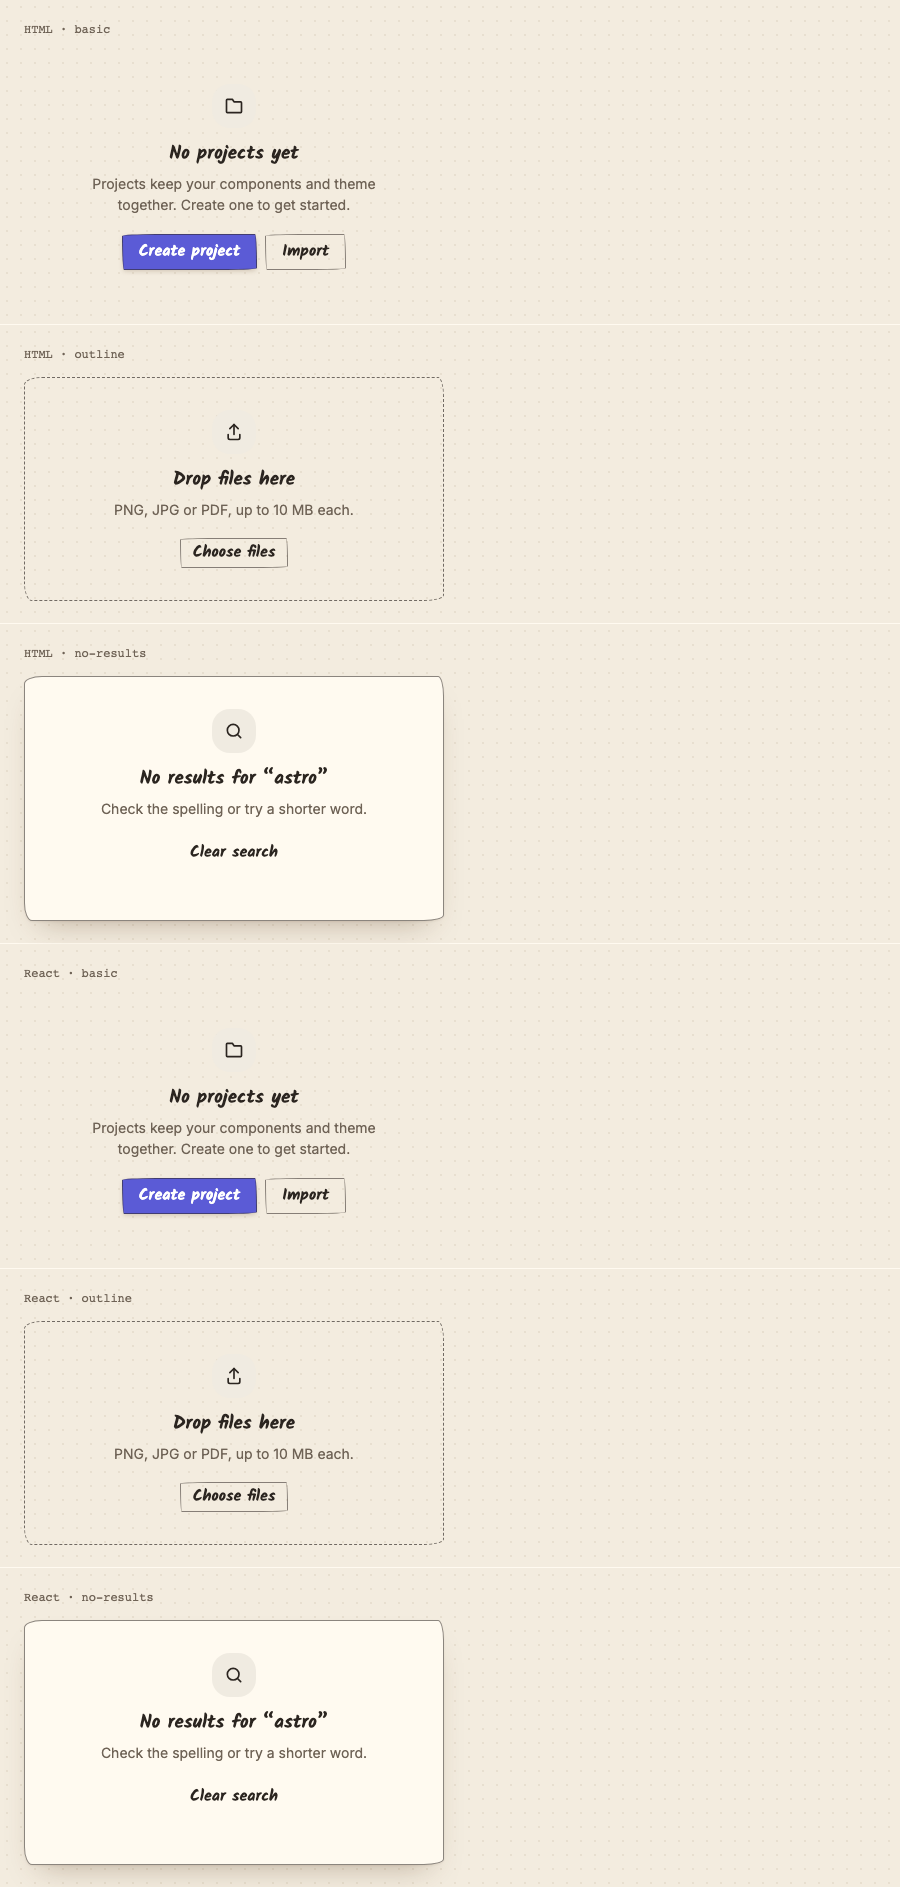 HTML · basic
No projects yet
Projects keep your components and theme
together. Create one to get started.
Create project
Import
HTML · outline
Drop files here
PNG, JPG or PDF, up to 10 MB each.
Choose files
HTML · no-results
No results for “astro”
Check the spelling or try a shorter word.
Clear search
React · basic
No projects yet
Projects keep your components and theme
together. Create one to get started.
Create project
Import
React · outline
Drop files here
PNG, JPG or PDF, up to 10 MB each.
Choose files
React · no-results
No results for “astro”
Check the spelling or try a shorter word.
Clear search